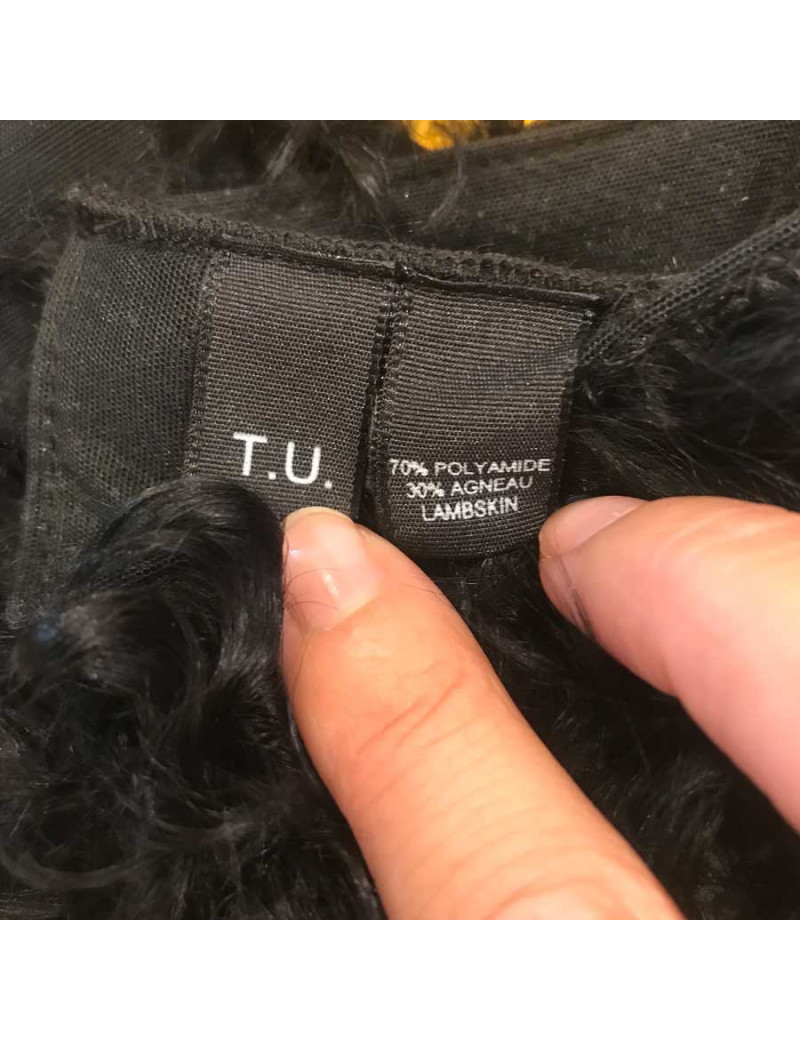 T.U.
70% POLYAMIDE
30% AGNEAU
LAMBSKIN